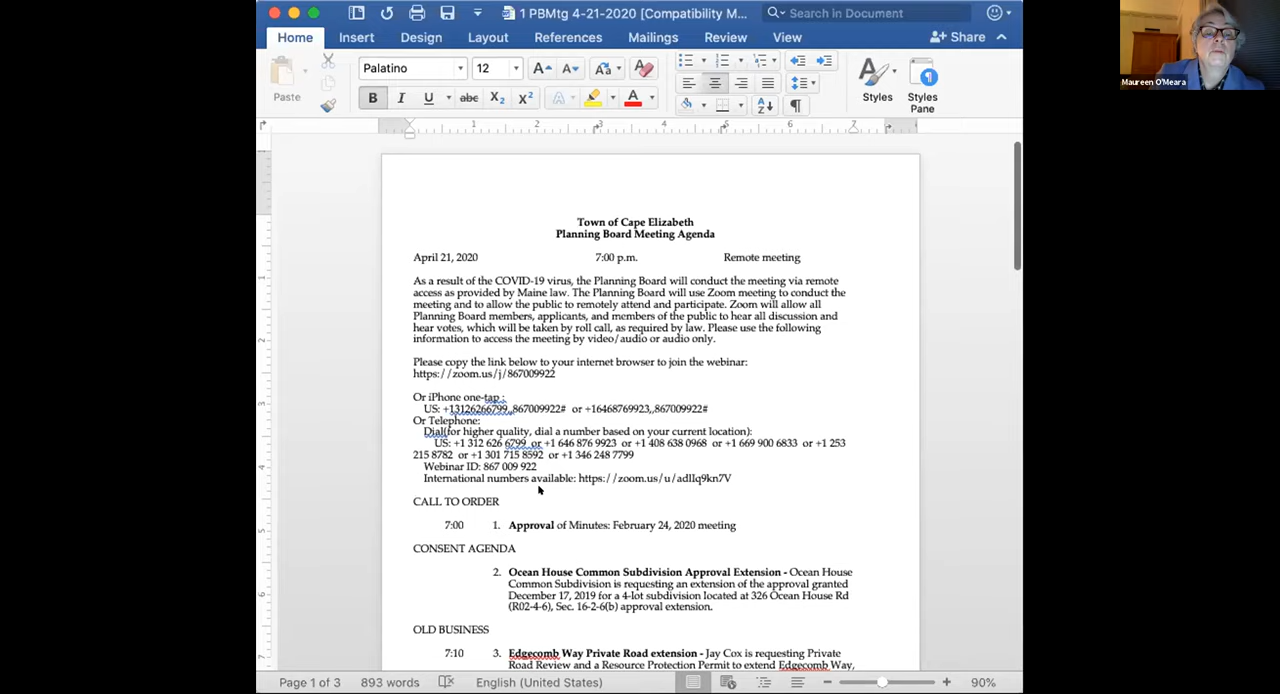 1 PBMtg 4-21-2020 [Compatibility M...
Search in Document
Home Insert Design Layout References Mailings Review View Share
Maureen O'Meara
Palatino 12
Paste Styles Styles Pane
Town of Cape Elizabeth
Planning Board Meeting Agenda
April 21, 2020 7:00 p.m. Remote meeting
As a result of the COVID-19 virus, the Planning Board will conduct the meeting via remote
access as provided by Maine law. The Planning Board will use Zoom meeting to conduct the
meeting and to allow the public to remotely attend and participate. Zoom will allow all
Planning Board members, applicants, and members of the public to hear all discussion and
hear votes, which will be taken by roll call, as required by law. Please use the following
information to access the meeting by video/audio or audio only.
Please copy the link below to your internet browser to join the webinar:
https://zoom.us/j/867009922
Or iPhone one-tap :
US: +13126266799,,867009922# or +16468769923,,867009922#
Or Telephone:
Dial(for higher quality, dial a number based on your current location):
US: +1 312 626 6799 or +1 646 876 9923 or +1 408 638 0968 or +1 669 900 6833 or +1 253
215 8782 or +1 301 715 8592 or +1 346 248 7799
Webinar ID: 867 009 922
International numbers available: https://zoom.us/u/adIIq9kn7V
CALL TO ORDER
7:00 1. Approval of Minutes: February 24, 2020 meeting
CONSENT AGENDA
2. Ocean House Common Subdivision Approval Extension - Ocean House
Common Subdivision is requesting an extension of the approval granted
December 17, 2019 for a 4-lot subdivision located at 326 Ocean House Rd
(R02-4-6), Sec. 16-2-6(b) approval extension.
OLD BUSINESS
7:10 3. Edgecomb Way Private Road extension - Jay Cox is requesting Private
Road Review and a Resource Protection Permit to extend Edgecomb Way,
Page 1 of 3 893 words English (United States) 90%